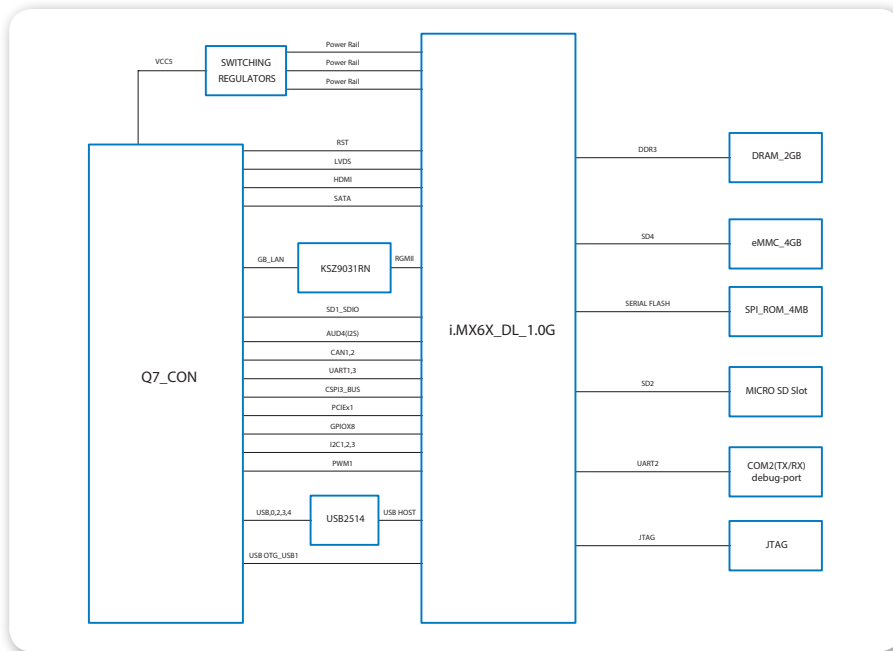 Power Rail
VCC5
SWITCHING
REGULATORS
Power Rail
Power Rail
RST
LVDS
HDMI
SATA
GB_LAN
KSZ9031RN
RGMII
SD1_SDIO
AUD4(I2S)
CAN1,2
UART1,3
CSPI3_BUS
PCIEx1
GPIOX8
I2C1,2,3
PWM1
Q7_CON
USB,0,2,3,4
USB2514
USB HOST
USB OTG_USB1
i.MX6X_DL_1.0G
DDR3
DRAM_2GB
SD4
eMMC_4GB
SERIAL FLASH
SPI_ROM_4MB
SD2
MICRO SD Slot
UART2
COM2(TX/RX)
debug-port
JTAG
JTAG